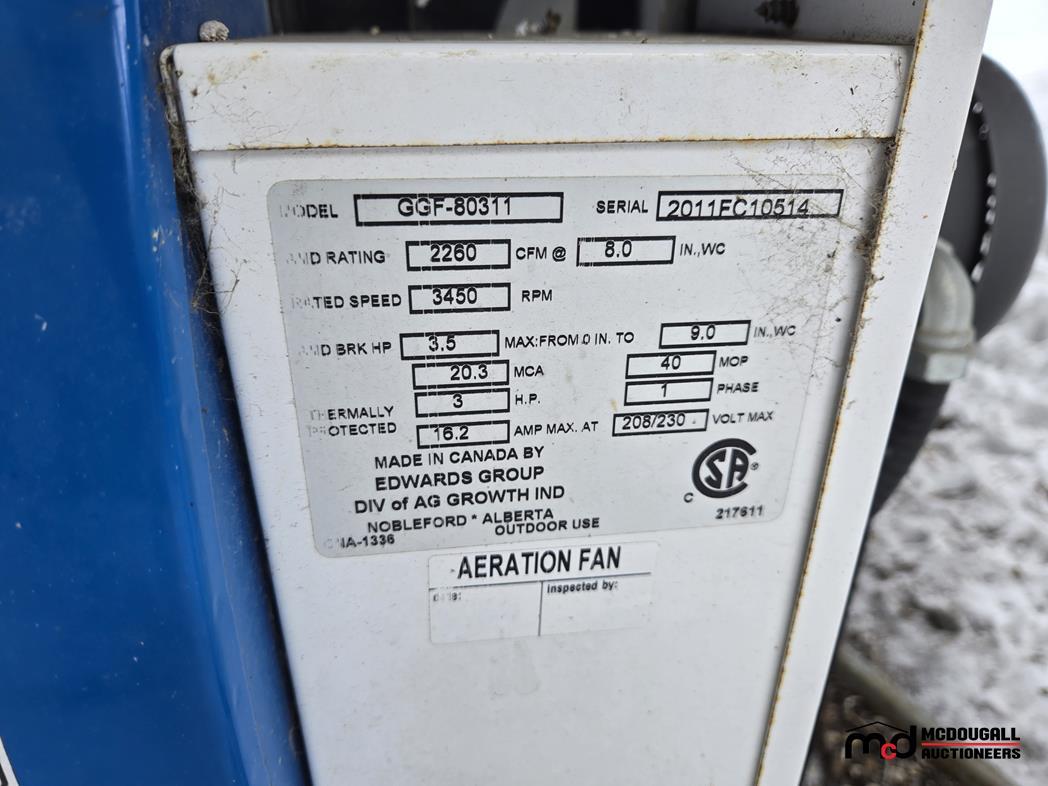 MODEL GGF-80311 SERIAL 2011FC10514
RATING 2260 CFM @ 8.0 IN.,WC
RATED SPEED 3450 RPM
BRK HP 3.5 MAX:FROM 0 IN. TO 9.0 IN.,WC
20.3 MCA 40 MOP
THERMALLY 3 H.P. 1 PHASE
PROTECTED 16.2 AMP MAX. AT 208/230 VOLT MAX
MADE IN CANADA BY
EDWARDS GROUP
DIV of AG GROWTH IND
NOBLEFORD * ALBERTA
OUTDOOR USE
C SA ®
217611
AERATION FAN
inspected by:
mcd MCDOUGALL
AUCTIONEERS